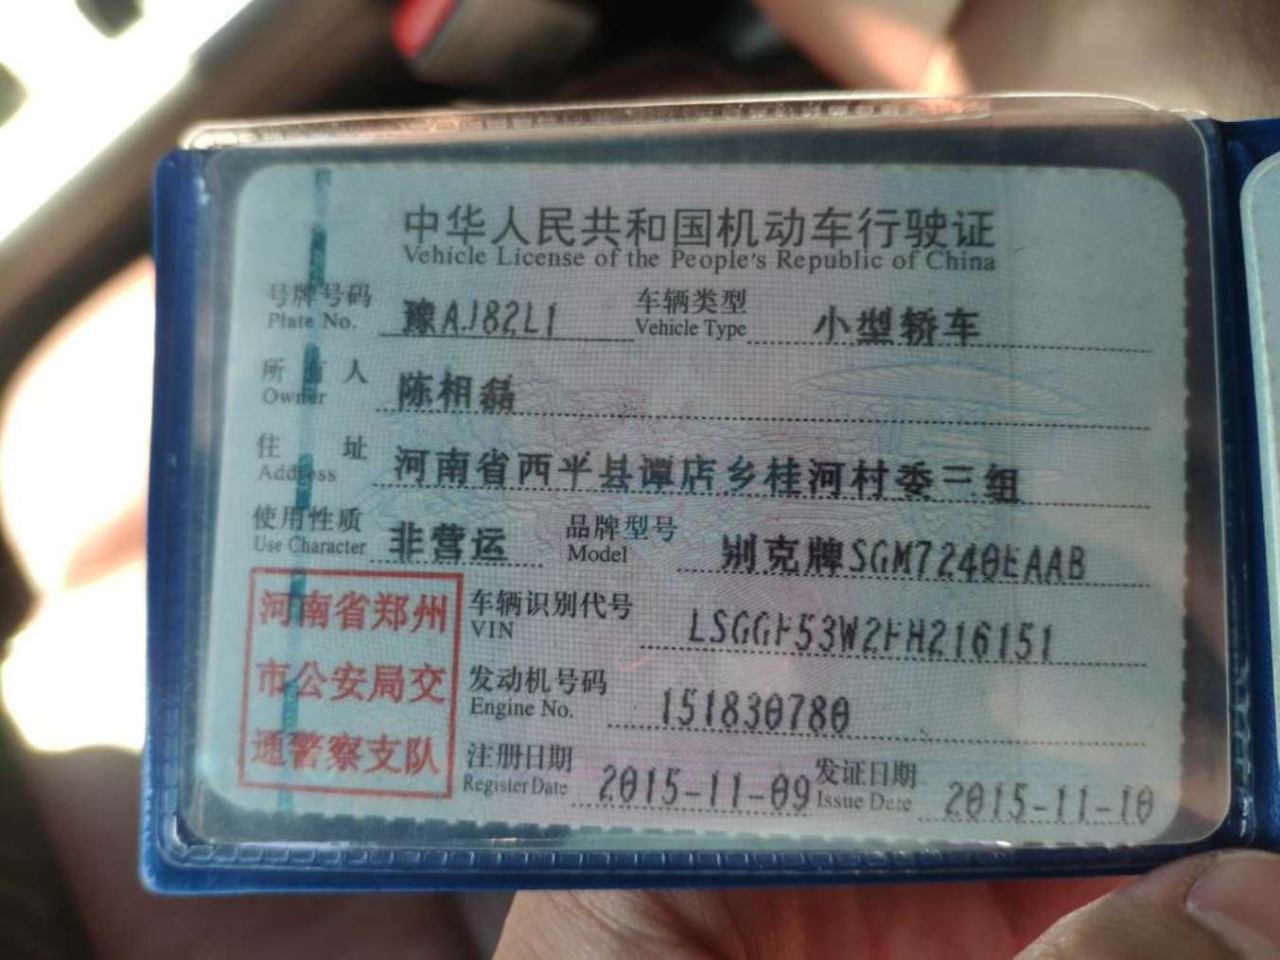 中华人民共和国机动车行驶证
Vehicle License of the People's Republic of China
号牌号码 豫AJ82L1 车辆类型 小型轿车
Plate No. Vehicle Type
所有人 陈相磊
Owner
住址 河南省西平县谭店乡桂河村委三组
Address
使用性质 非营运 品牌型号 别克牌SGM7240EAAB
Use Character Model
河南省郑州
市公安局交
通警察支队
车辆识别代号 LSGGF53W2FH216151
VIN
发动机号码 151830780
Engine No.
注册日期 2015-11-09 发证日期 2015-11-10
Register Date Issue Date